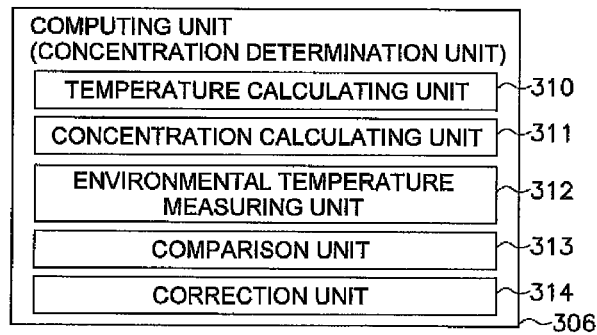 COMPUTING UNIT
(CONCENTRATION DETERMINATION UNIT)
TEMPERATURE CALCULATING UNIT 310
CONCENTRATION CALCULATING UNIT 311
ENVIRONMENTAL TEMPERATURE
MEASURING UNIT 312
COMPARISON UNIT 313
CORRECTION UNIT 314
306